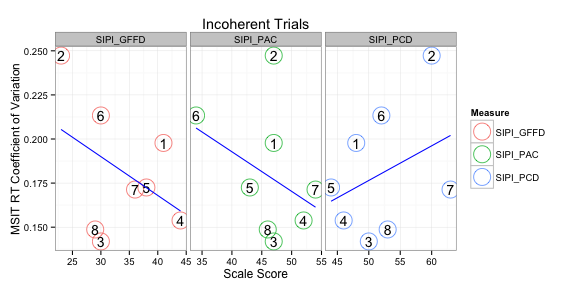 Incoherent Trials
SIPI_GFFD SIPI_PAC SIPI_PCD
MSIT RT Coefficient of Variation
0.250
0.225
0.200
0.175
0.150
2 6 1 7 5 4 8 3
2 6 1 5 7 4 8 3
2 6 1 5 7 4 8 3
25 30 35 40 45 35 40 45 50 55 45 50 55 60
Scale Score
Measure
SIPI_GFFD
SIPI_PAC
SIPI_PCD